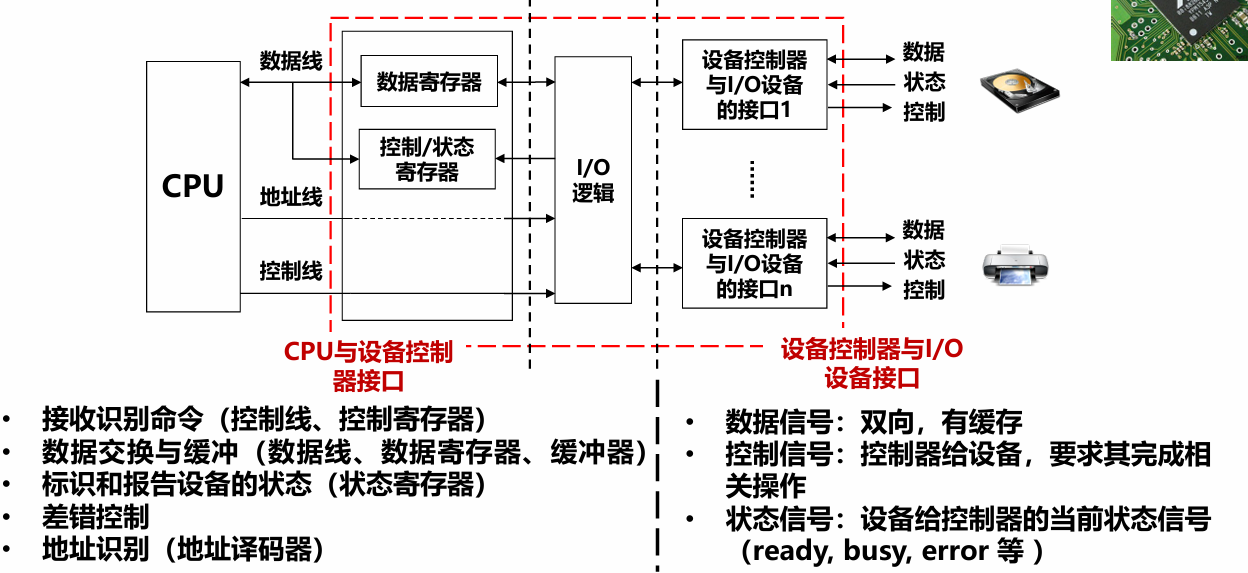 数据线
数据寄存器
控制/状态
寄存器
CPU
地址线
控制线
I/O
逻辑
设备控制器
与I/O设备
的接口1
数据
状态
控制
......
设备控制器
与I/O设备
的接口n
数据
状态
控制
CPU与设备控制
器接口
设备控制器与I/O
设备接口
• 接收识别命令（控制线、控制寄存器）
• 数据交换与缓冲（数据线、数据寄存器、缓冲器）
• 标识和报告设备的状态（状态寄存器）
• 差错控制
• 地址识别（地址译码器）
• 数据信号：双向，有缓存
• 控制信号：控制器给设备，要求其完成相
关操作
• 状态信号：设备给控制器的当前状态信号
（ready, busy, error 等 ）